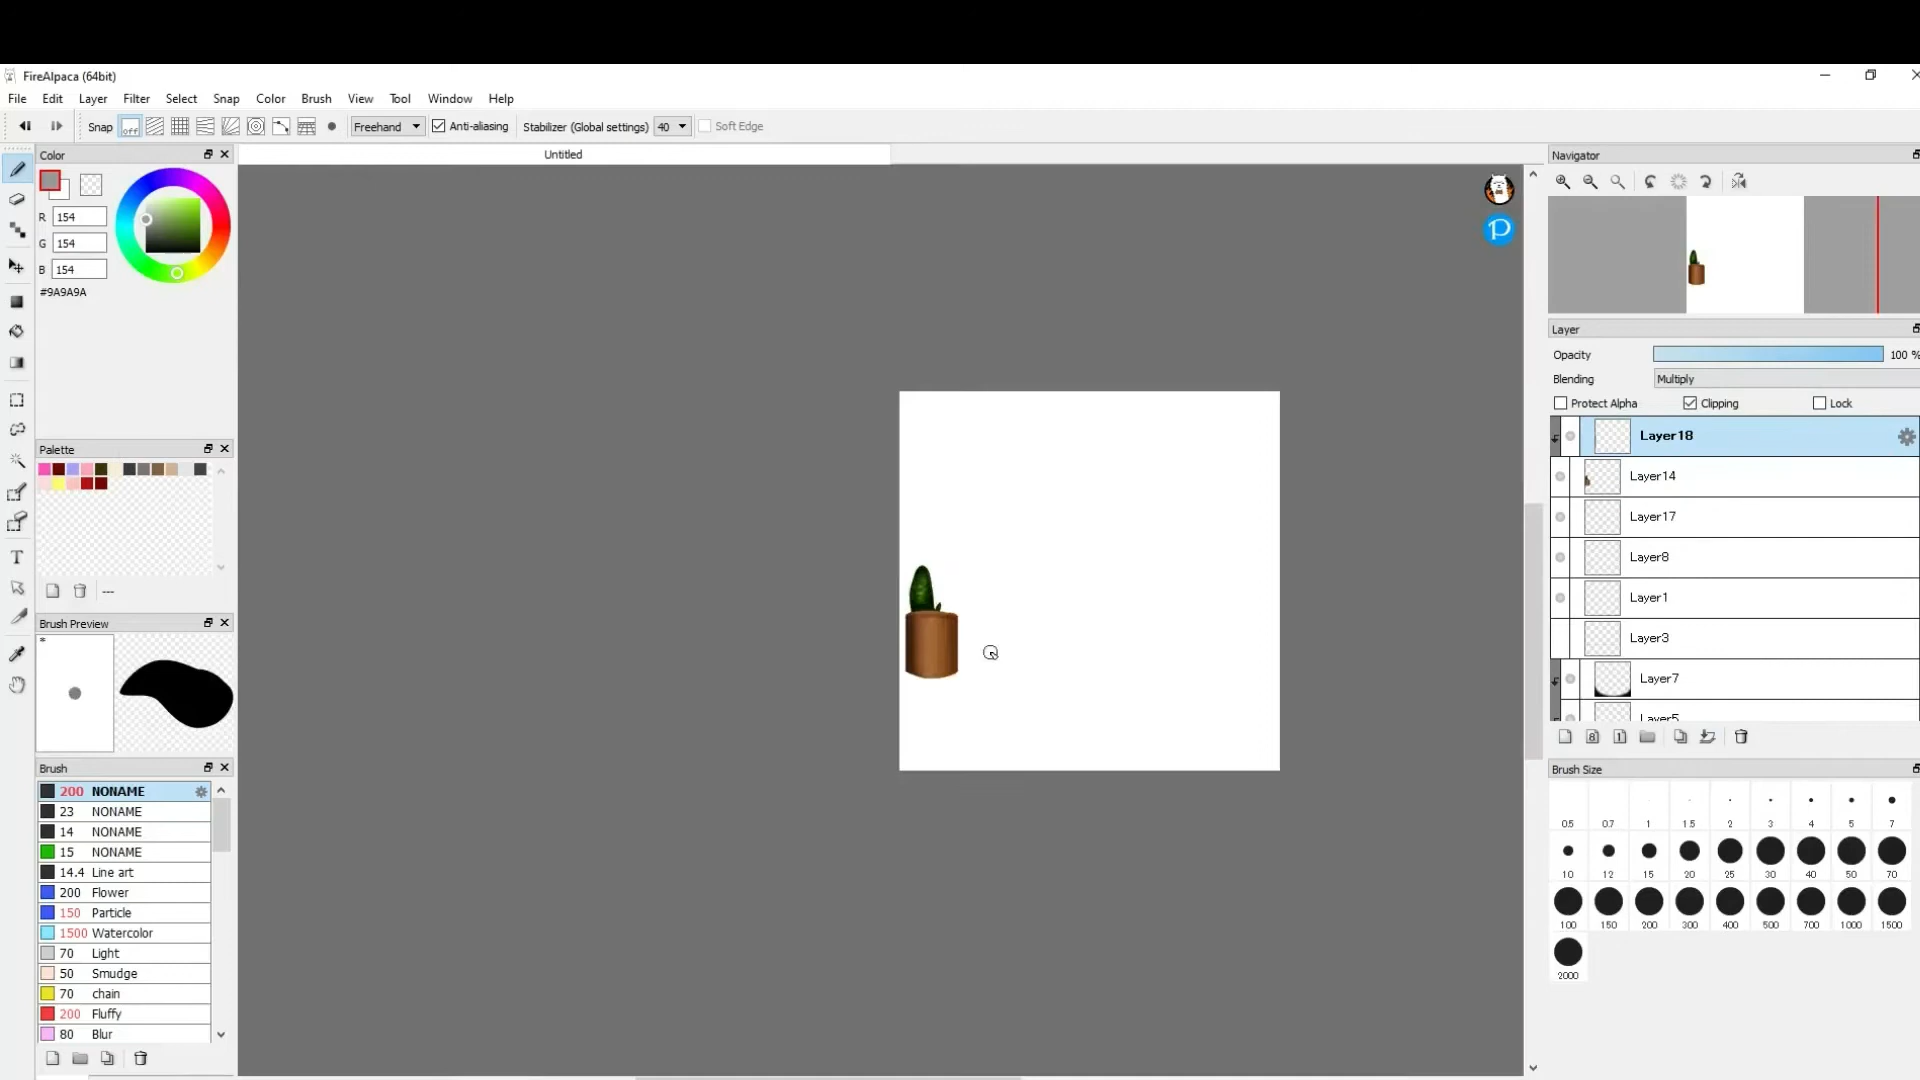 FireAlpaca (64bit)
File Edit Layer Filter Select Snap Color Brush View Tool Window Help
Snap off Freehand Anti-aliasing Stabilizer (Global settings) 40 Soft Edge
Color
Untitled
Navigator
R 154
G 154
B 154
#9A9A9A
P
Layer
Opacity 100 %
Blending Multiply
Protect Alpha Clipping Lock
Layer18
Layer14
Layer17
Layer8
Layer1
Layer3
Layer7
Layer5
Palette
---
Brush Preview
*
Brush
200 NONAME
23 NONAME
14 NONAME
15 NONAME
14.4 Line art
200 Flower
150 Particle
1500 Watercolor
70 Light
50 Smudge
70 chain
200 Fluffy
80 Blur
8 1
Brush Size
0.5 0.7 1 1.5 2 3 4 5 7
10 12 15 20 25 30 40 50 70
100 150 200 300 400 500 700 1000 1500
2000
T